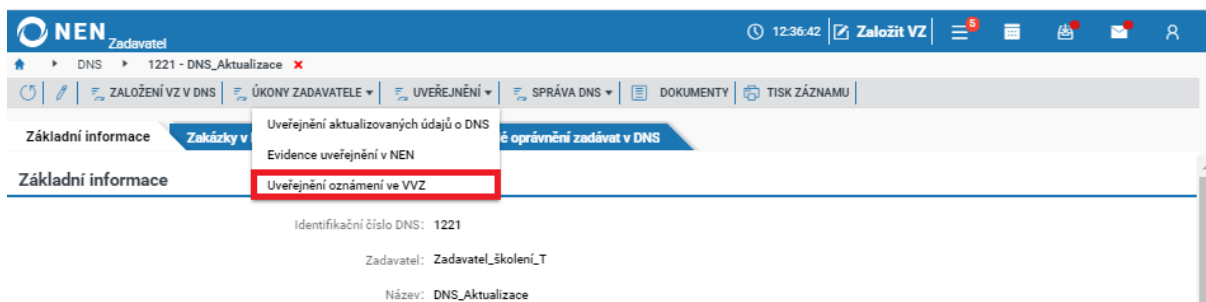 NEN Zadavatel 12:36:42 Založit VZ 5
DNS 1221 - DNS_Aktualizace
ZALOŽENÍ VZ V DNS ÚKONY ZADAVATELE UVEŘEJNĚNÍ SPRÁVA DNS DOKUMENTY TISK ZÁZNAMU
Základní informace Zakázky v é oprávnění zadávat v DNS
Uveřejnění aktualizovaných údajů o DNS
Evidence uveřejnění v NEN
Uveřejnění oznámení ve VVZ
Základní informace
Identifikační číslo DNS: 1221
Zadavatel: Zadavatel_školení_T
Název: DNS_Aktualizace